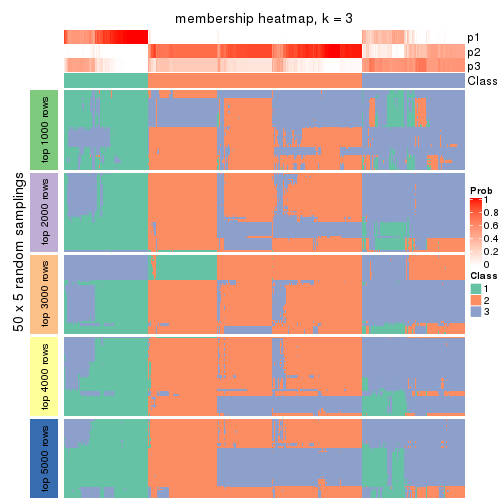 membership heatmap, k = 3
p1
p2
p3
Class
50 x 5 random samplings
top 1000 rows
top 2000 rows
top 3000 rows
top 4000 rows
top 5000 rows
Prob
1
0.8
0.6
0.4
0.2
0
Class
1
2
3